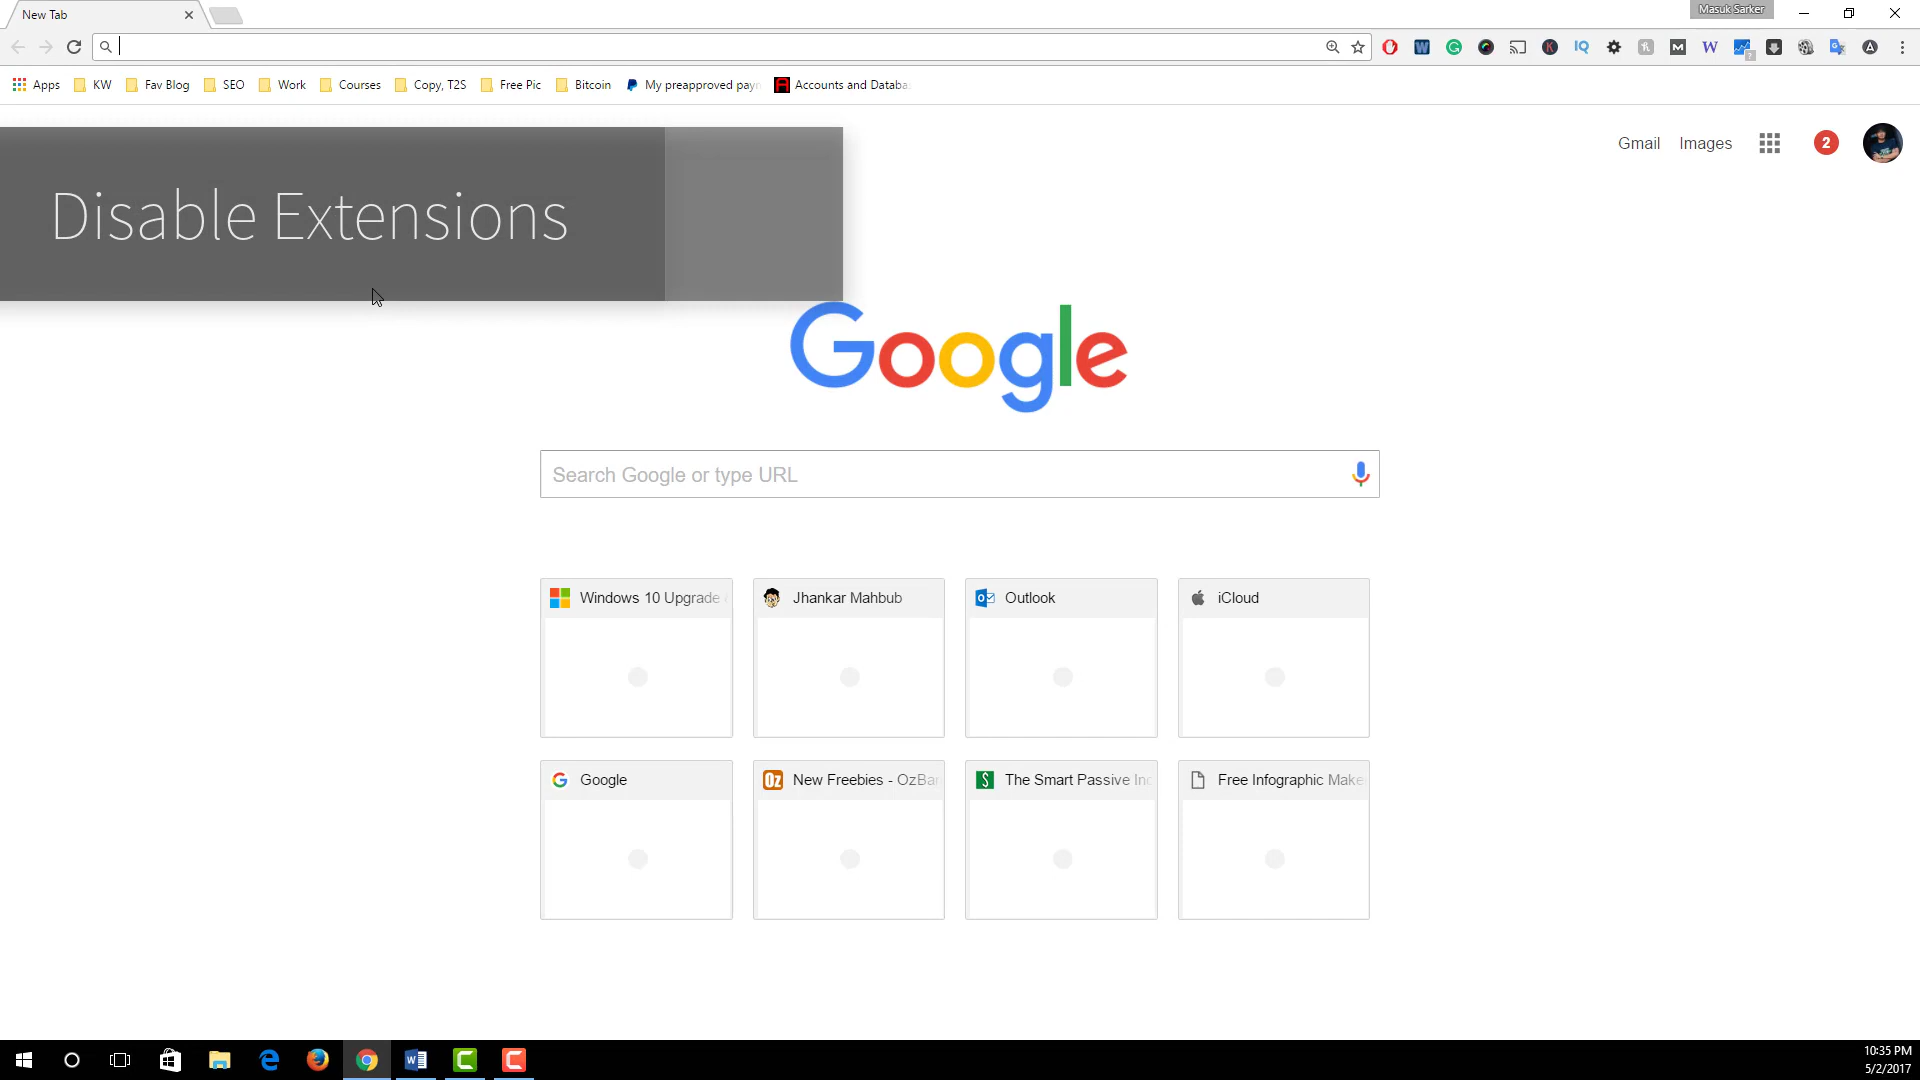 New Tab
Masuk Sarker
Apps KW Fav Blog SEO Work Courses Copy, T2S Free Pic Bitcoin My preapproved payn Accounts and Databa
Disable Extensions
Gmail Images 2
Google
Search Google or type URL
Windows 10 Upgrade Jhankar Mahbub Outlook iCloud
Google New Freebies - OzBar The Smart Passive Inc Free Infographic Make
10:35 PM
5/2/2017